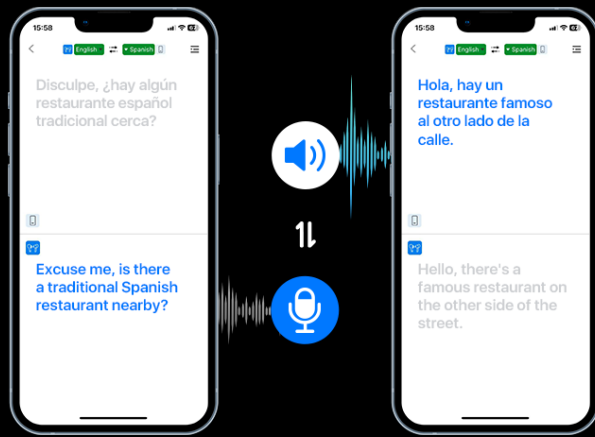 15:58
English
Spanish
Disculpe, ¿hay algún
restaurante español
tradicional cerca?
Excuse me, is there
a traditional Spanish
restaurant nearby?
15:58
English
Spanish
Hola, hay un
restaurante famoso
al otro lado de la
calle.
Hello, there's a
famous restaurant on
the other side of the
street.